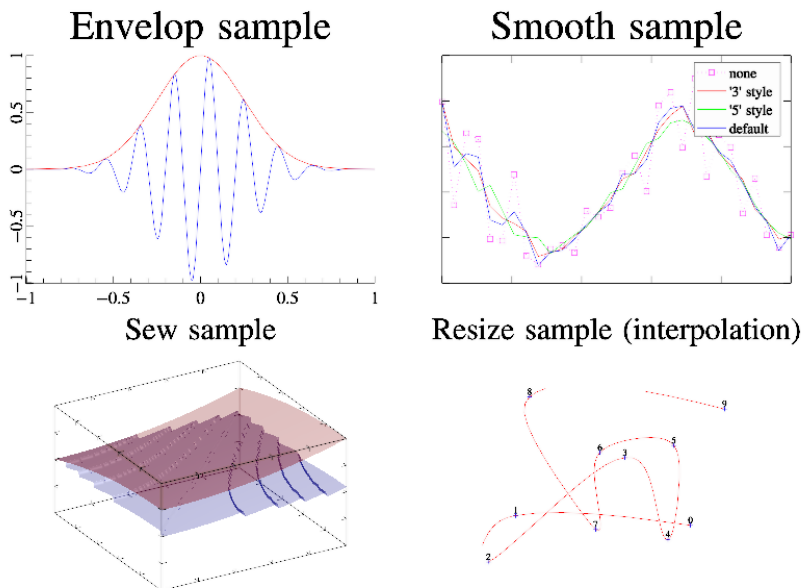 Envelop sample
1
0.5
0
−0.5
−1
−1
−0.5
0
0.5
1
Smooth sample
none
'3' style
'5' style
default
Sew sample
Resize sample (interpolation)
8
9
6
3
5
1
7
0
4
2